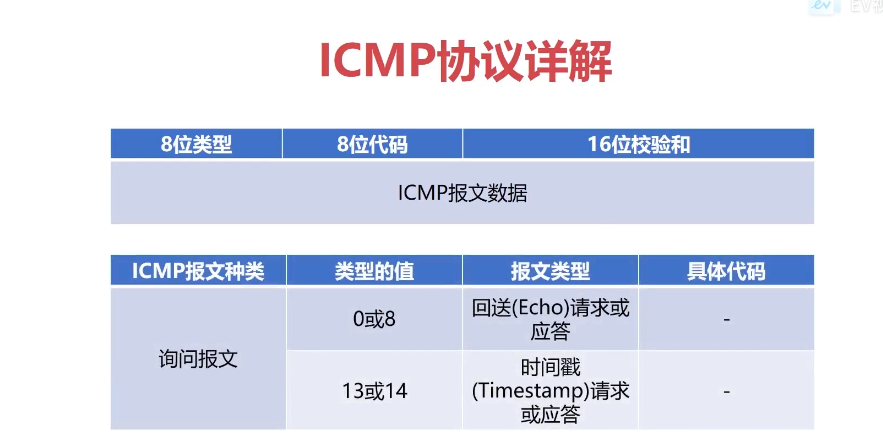 EV
ICMP协议详解
8位类型 8位代码 16位校验和
ICMP报文数据
ICMP报文种类 类型的值 报文类型 具体代码
询问报文
0或8
回送(Echo)请求或
应答
-
13或14
时间戳
(Timestamp)请求
或应答
-